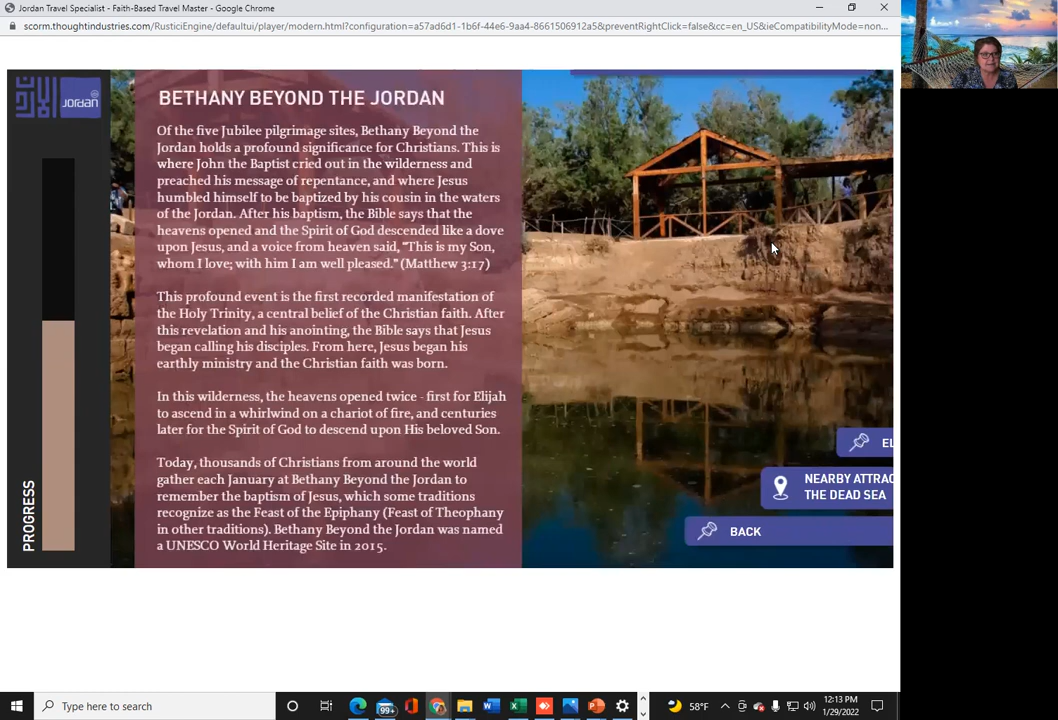 Jordan Travel Specialist - Faith-Based Travel Master - Google Chrome
scorm.thoughtindustries.com/RusticiEngine/defaultui/player/modern.html?configuration=a57ad6d1-1b6f-44e6-9aa4-8661506912a5&preventRightClick=false&cc=en_US&ieCompatibilityMode=non...
Jordan
BETHANY BEYOND THE JORDAN
Of the five Jubilee pilgrimage sites, Bethany Beyond the
Jordan holds a profound significance for Christians. This is
where John the Baptist cried out in the wilderness and
preached his message of repentance, and where Jesus
humbled himself to be baptized by his cousin in the waters
of the Jordan. After his baptism, the Bible says that the
heavens opened and the Spirit of God descended like a dove
upon Jesus, and a voice from heaven said, "This is my Son,
whom I love; with him I am well pleased." (Matthew 3:17)
This profound event is the first recorded manifestation of
the Holy Trinity, a central belief of the Christian faith. After
this revelation and his anointing, the Bible says that Jesus
began calling his disciples. From here, Jesus began his
earthly ministry and the Christian faith was born.
In this wilderness, the heavens opened twice - first for Elijah
to ascend in a whirlwind on a chariot of fire, and centuries
later for the Spirit of God to descend upon His beloved Son.
Today, thousands of Christians from around the world
gather each January at Bethany Beyond the Jordan to
remember the baptism of Jesus, which some traditions
recognize as the Feast of the Epiphany (Feast of Theophany
in other traditions). Bethany Beyond the Jordan was named
a UNESCO World Heritage Site in 2015.
PROGRESS
EL
NEARBY ATTRAC
THE DEAD SEA
BACK
Type here to search
99+
58°F
12:13 PM
1/29/2022